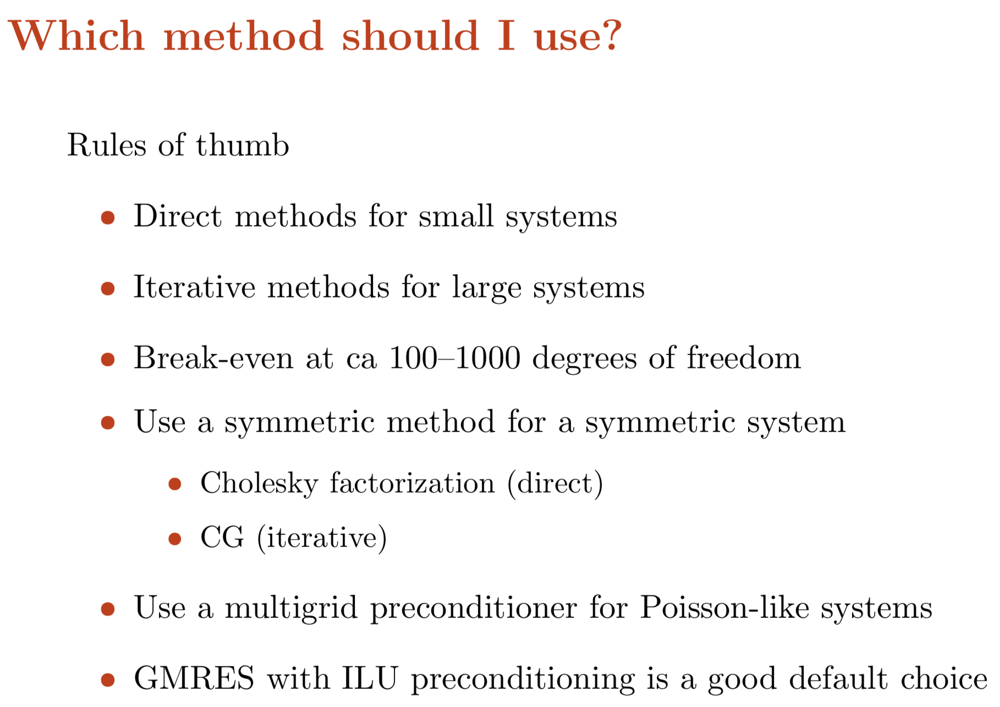 Which method should I use?
Rules of thumb
• Direct methods for small systems
• Iterative methods for large systems
• Break-even at ca 100–1000 degrees of freedom
• Use a symmetric method for a symmetric system
• Cholesky factorization (direct)
• CG (iterative)
• Use a multigrid preconditioner for Poisson-like systems
• GMRES with ILU preconditioning is a good default choice